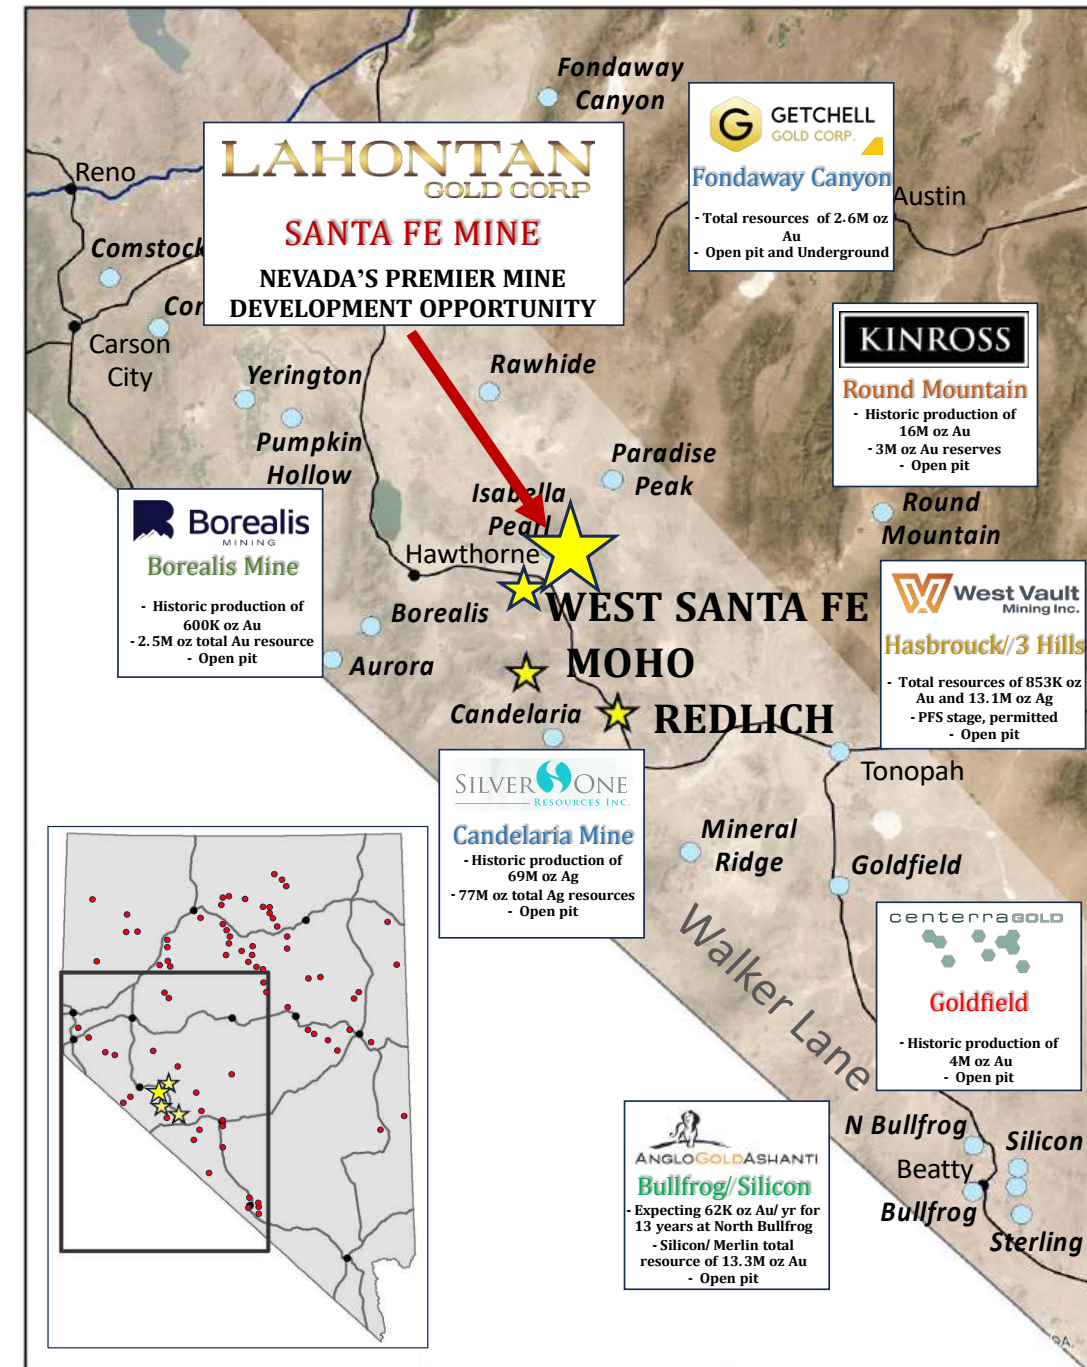 Fondaway
Canyon
GETCHELL
GOLD CORP.
Fondaway Canyon
- Total resources of 2.6M oz
Au
- Open pit and Underground
Austin
Reno
LAHONTAN
GOLD CORP
SANTA FE MINE
NEVADA'S PREMIER MINE
DEVELOPMENT OPPORTUNITY
Comstock
Cor
Carson
City
KINROSS
Round Mountain
- Historic production of
16M oz Au
- 3M oz Au reserves
- Open pit
Yerington
Rawhide
Pumpkin
Hollow
Paradise
Peak
Isabella
Pearl
Round
Mountain
Borealis
MINING
Borealis Mine
- Historic production of
600K oz Au
- 2.5M oz total Au resource
- Open pit
Hawthorne
Borealis
WEST SANTA FE
Aurora
MOHO
Candelaria
REDLICH
West Vault
Mining Inc.
Hasbrouck/3 Hills
- Total resources of 853K oz
Au and 13.1M oz Ag
- PFS stage, permitted
- Open pit
Tonopah
SILVER ONE
RESOURCES INC.
Candelaria Mine
- Historic production of
69M oz Ag
- 77M oz total Ag resources
- Open pit
Mineral
Ridge
Goldfield
Walker Lane
centerraGOLD
Goldfield
- Historic production of
4M oz Au
- Open pit
ANGLOGOLDASHANTI
Bullfrog/ Silicon
- Expecting 62K oz Au/ yr for
13 years at North Bullfrog
- Silicon/ Merlin total
resource of 13.3M oz Au
- Open pit
N Bullfrog
Silicon
Beatty
Bullfrog
Sterling